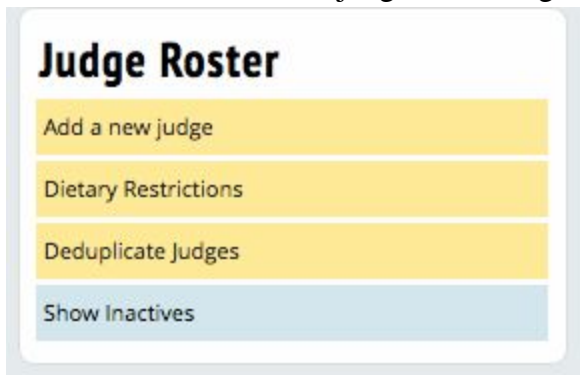 Judge Roster
Add a new judge
Dietary Restrictions
Deduplicate Judges
Show Inactives